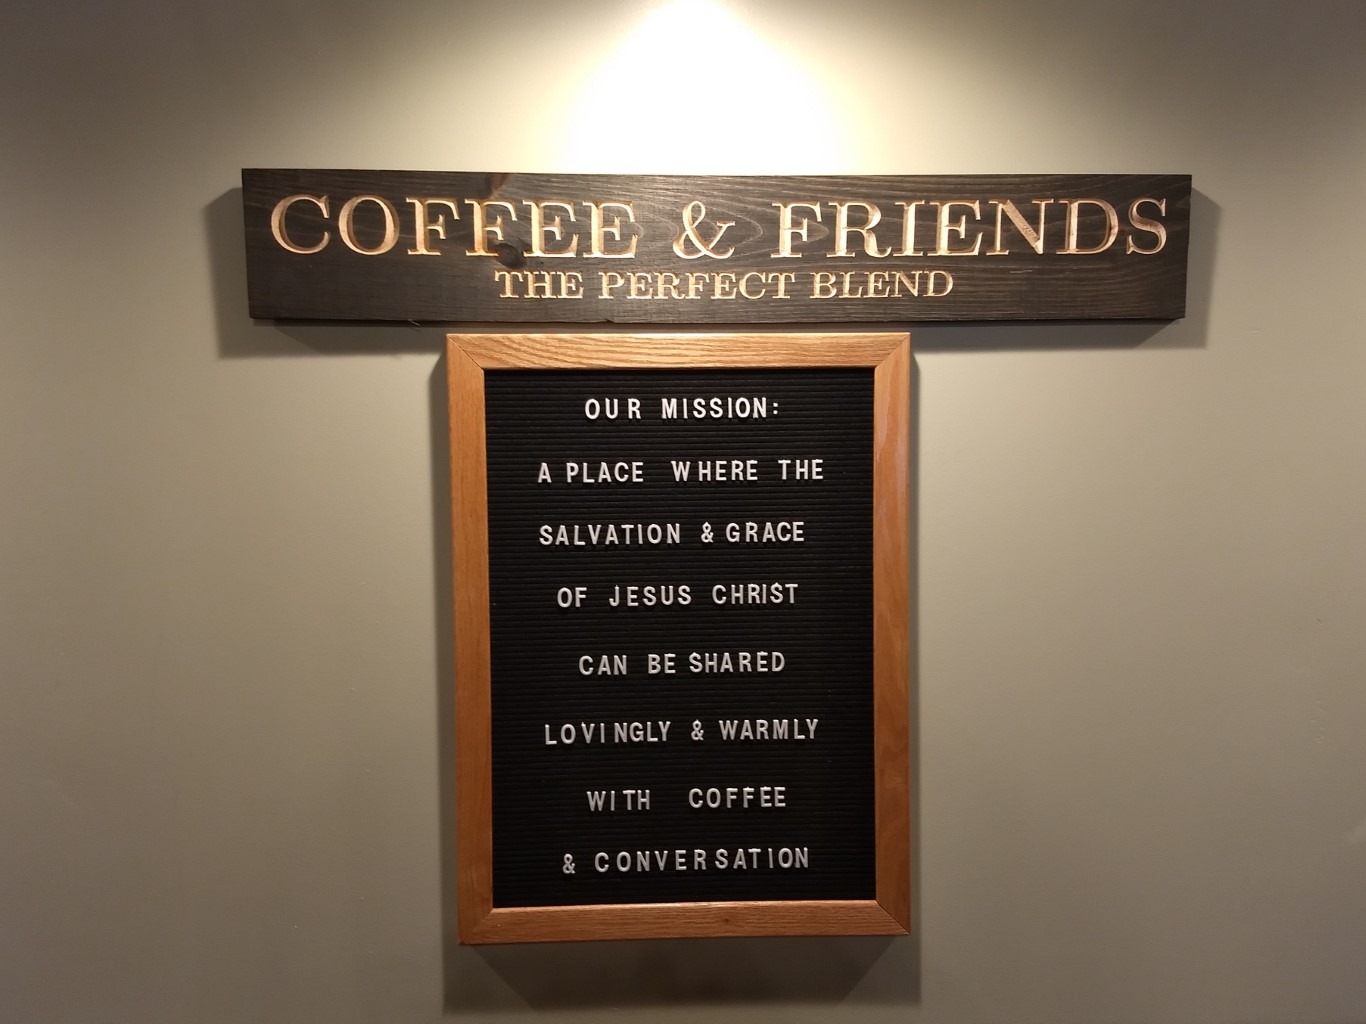 COFFEE & FRIENDS
THE PERFECT BLEND
OUR MISSION:
A PLACE WHERE THE
SALVATION & GRACE
OF JESUS CHRIST
CAN BE SHARED
LOVINGLY & WARMLY
WITH COFFEE
& CONVERSATION